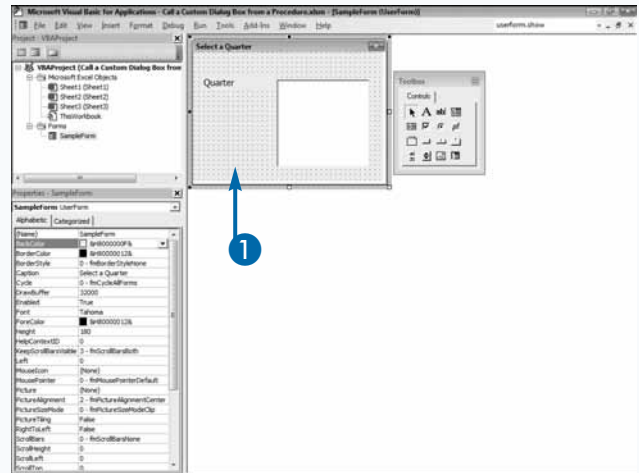 Microsoft Visual Basic for Applications - Call a Custom Dialog Box from a Procedure.xlsm - [SampleForm (UserForm)]
File Edit View Insert Format Debug Run Tools Add-Ins Window Help
userform.show
Project - VBAProject
VBAProject (Call a Custom Dialog Box from
Microsoft Excel Objects
Sheet1 (Sheet1)
Sheet2 (Sheet2)
Sheet3 (Sheet3)
ThisWorkbook
Forms
SampleForm
Select a Quarter
Quarter
Toolbox
Controls
1
Properties - SampleForm
SampleForm UserForm
Alphabetic Categorized
(Name) SampleForm
BackColor &H8000000F&
BorderColor &H80000012&
BorderStyle 0 - fmBorderStyleNone
Caption Select a Quarter
Cycle 0 - fmCycleAllForms
DrawBuffer 32000
Enabled True
Font Tahoma
ForeColor &H80000012&
Height 180
HelpContextID 0
KeepScrollBarsVisible 3 - fmScrollBarsBoth
Left 0
MouseIcon (None)
MousePointer 0 - fmMousePointerDefault
Picture (None)
PictureAlignment 2 - fmPictureAlignmentCenter
PictureSizeMode 0 - fmPictureSizeModeClip
PictureTiling False
RightToLeft False
ScrollBars 0 - fmScrollBarsNone
ScrollHeight 0
ScrollLeft 0
ScrollTop 0